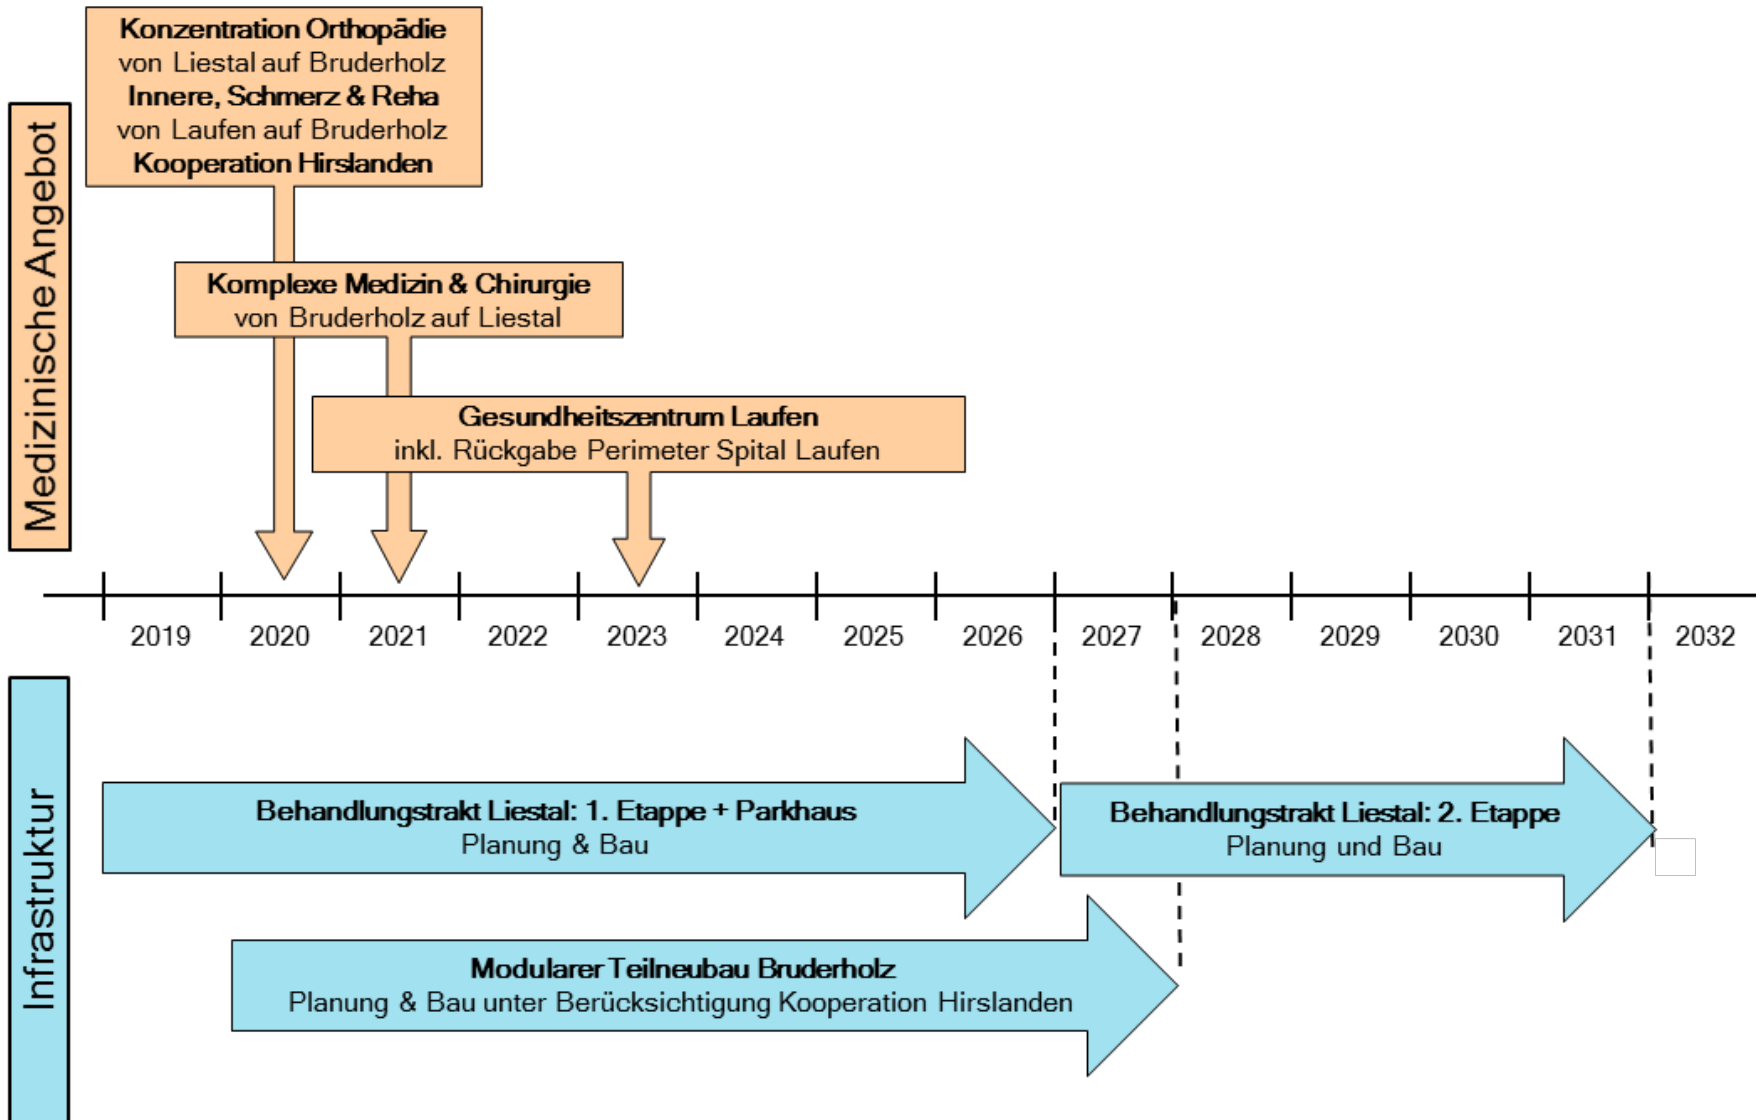 Medizinische Angebot
Konzentration Orthopädie
von Liestal auf Bruderholz
Innere, Schmerz & Reha
von Laufen auf Bruderholz
Kooperation Hirslanden
Komplexe Medizin & Chirurgie
von Bruderholz auf Liestal
Gesundheitszentrum Laufen
inkl. Rückgabe Perimeter Spital Laufen
2019 2020 2021 2022 2023 2024 2025 2026 2027 2028 2029 2030 2031 2032
Infrastruktur
Behandlungstrakt Liestal: 1. Etappe + Parkhaus
Planung & Bau
Behandlungstrakt Liestal: 2. Etappe
Planung und Bau
Modularer Teilneubau Bruderholz
Planung & Bau unter Berücksichtigung Kooperation Hirslanden